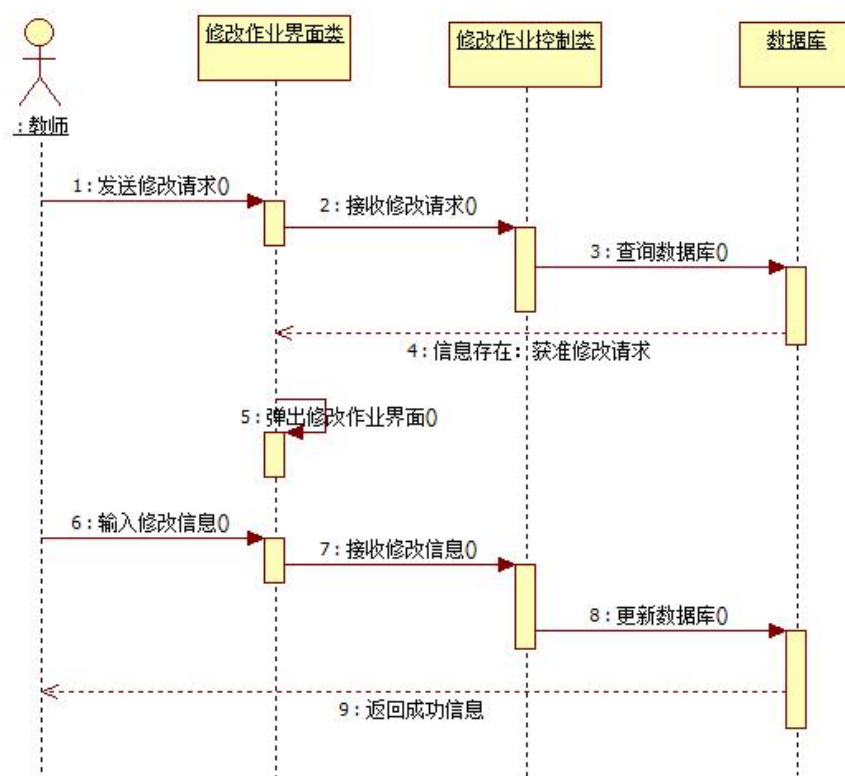 修改作业界面类
修改作业控制类
数据库
:教师
1:发送修改请求()
2:接收修改请求()
3:查询数据库()
4:信息存在：获准修改请求
5:弹出修改作业界面()
6:输入修改信息()
7:接收修改信息()
8:更新数据库()
9:返回成功信息